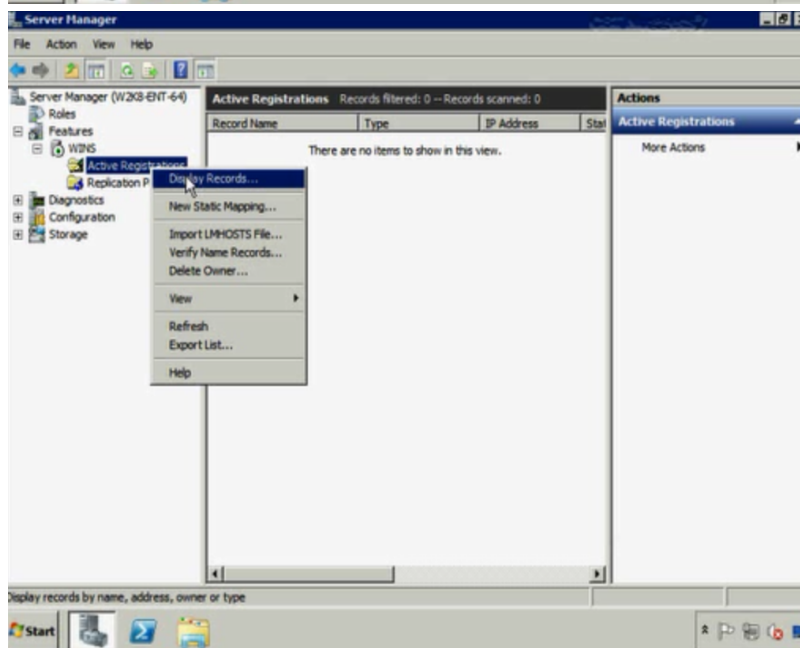 Server Manager
File Action View Help
Server Manager (W2K8-ENT-64)
Roles
Features
WINS
Active Registrations
Replication P
Diagnostics
Configuration
Storage
Active Registrations Records filtered: 0 -- Records scanned: 0
Record Name Type IP Address Stat
There are no items to show in this view.
Display Records...
New Static Mapping...
Import LMHOSTS File...
Verify Name Records...
Delete Owner...
View
Refresh
Export List...
Help
Actions
Active Registrations
More Actions
Display records by name, address, owner or type
Start